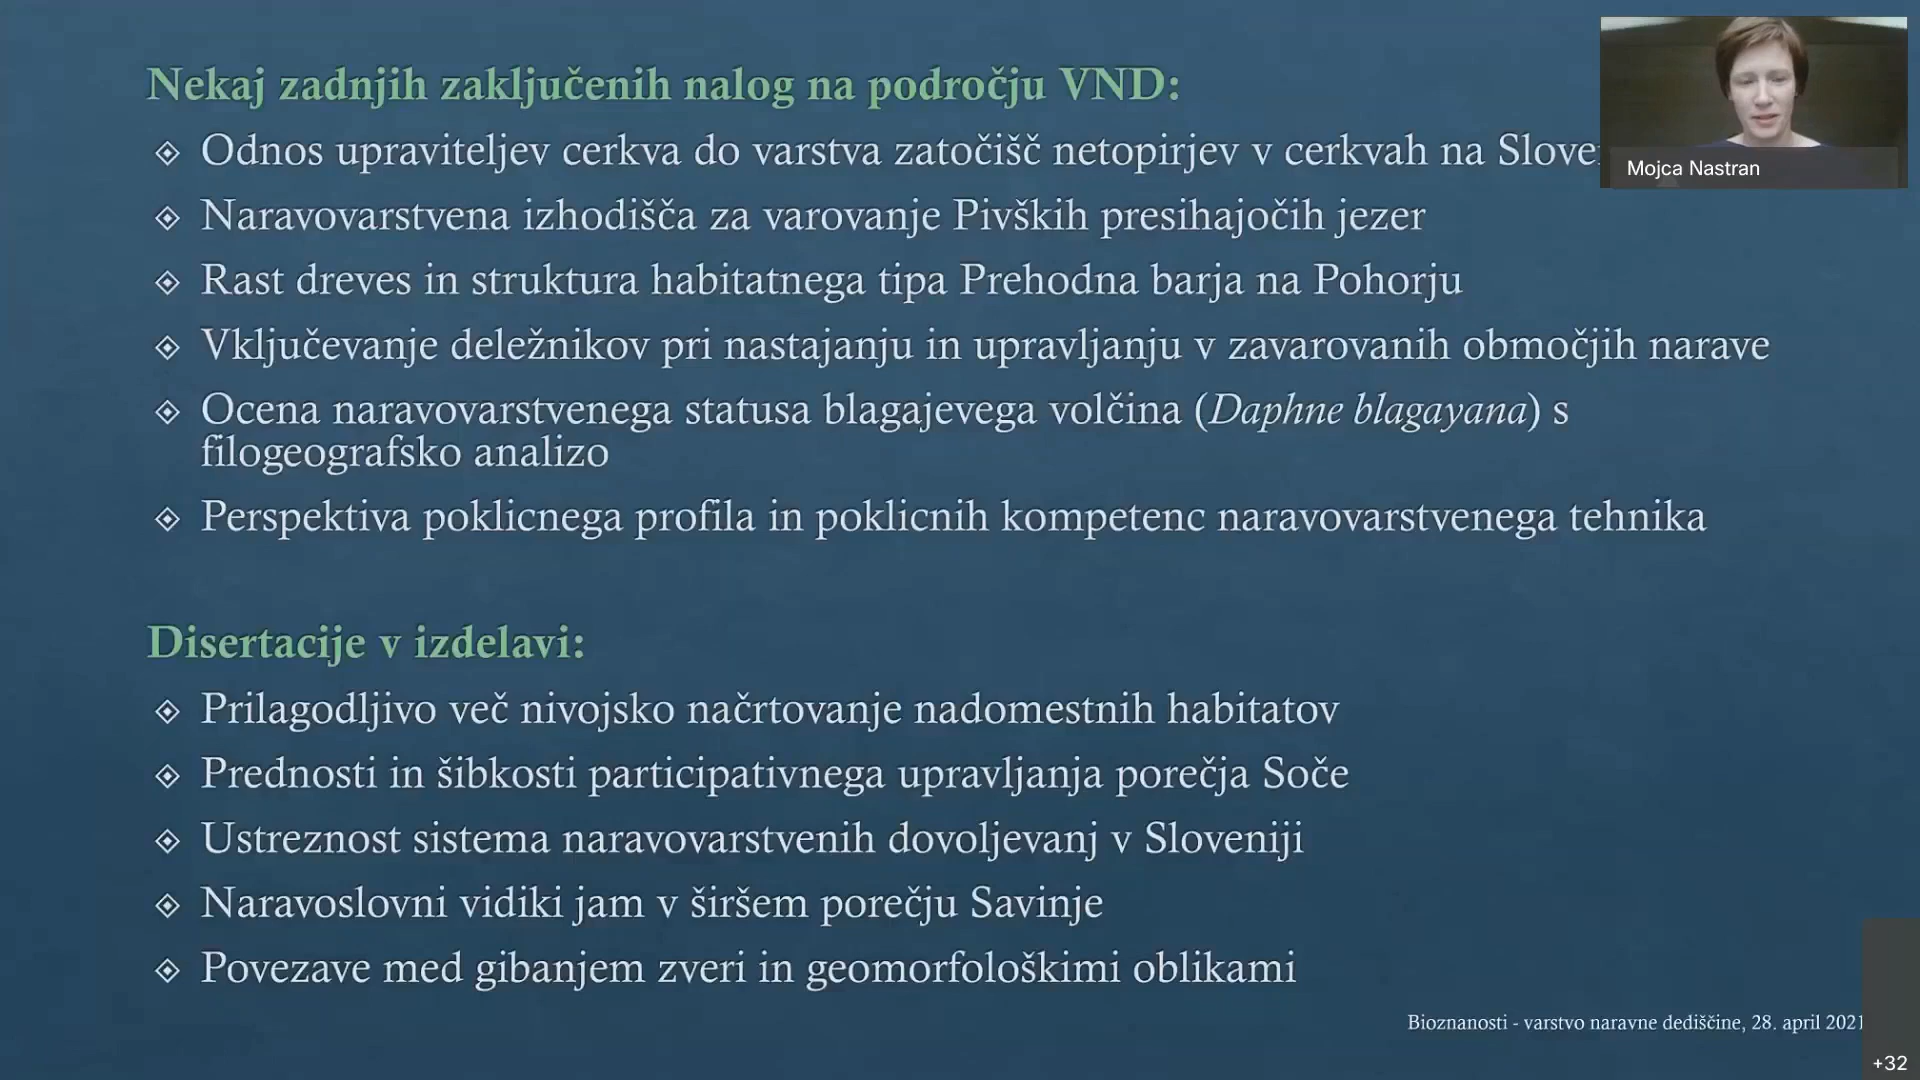 Nekaj zadnjih zaključenih nalog na področju VND:
Odnos upraviteljev cerkva do varstva zatočišč netopirjev v cerkvah na
Mojca Nastran
Naravovarstvena izhodišča za varovanje Pivških presihajočih jezer
Rast dreves in struktura habitatnega tipa Prehodna barja na Pohorju
Vključevanje deležnikov pri nastajanju in upravljanju v zavarovanih območjih narave
Ocena naravovarstvenega statusa blagajevega volčina (Daphne blagayana) s
filogeografsko analizo
Perspektiva poklicnega profila in poklicnih kompetenc naravovarstvenega tehnika
Disertacije v izdelavi:
Prilagodljivo več nivojsko načrtovanje nadomestnih habitatov
Prednosti in šibkosti participativnega upravljanja porečja Soče
Ustreznost sistema naravovarstvenih dovoljevanj v Sloveniji
Naravoslovni vidiki jam v širšem porečju Savinje
Povezave med gibanjem zveri in geomorfološkimi oblikami
Bioznanosti - varstvo naravne dediščine, 28. april 2021
+32